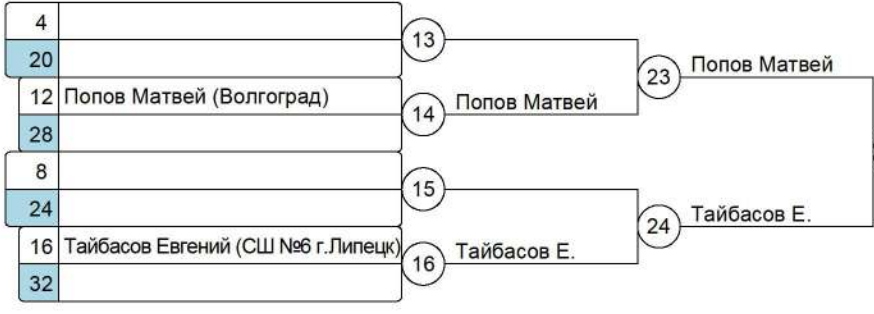 4
13
20
23 Попов Матвей
12 Попов Матвей (Волгоград)
14 Попов Матвей
28
8
15
24
24 Тайбасов Е.
16 Тайбасов Евгений (СШ №6 г.Липецк)
16 Тайбасов Е.
32